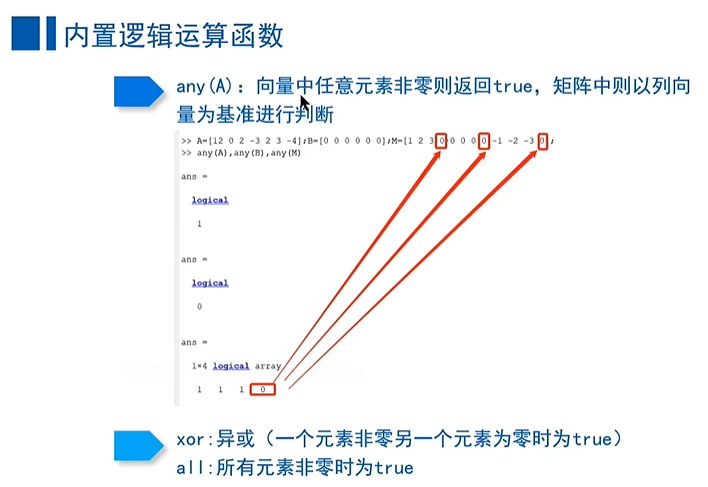 内置逻辑运算函数
any(A): 向量中任意元素非零则返回true，矩阵中则以列向
量为基准进行判断
>> A=[12 0 2 -3 2 3 -4];B=[0 0 0 0 0 0];M=[1 2 3 0 0 0 0 0 -1 -2 -3 0 ;
>> any(A),any(B),any(M)
ans =
logical
1
ans =
logical
0
ans =
1×4 logical array
1 1 1 0
xor:异或（一个元素非零另一个元素为零时为true）
all:所有元素非零时为true